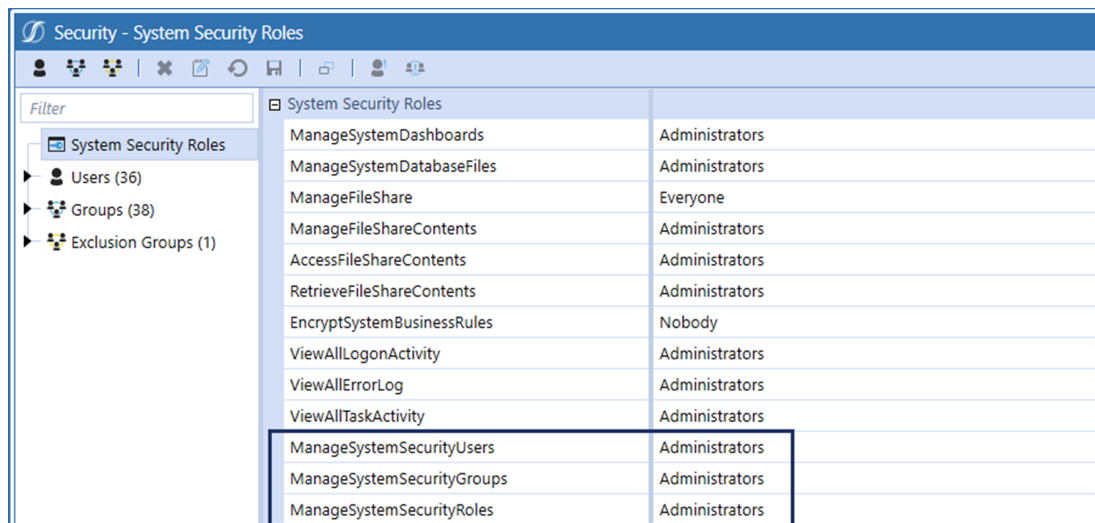 Security - System Security Roles
Filter
System Security Roles
Users (36)
Groups (38)
Exclusion Groups (1)
System Security Roles
ManageSystemDashboards Administrators
ManageSystemDatabaseFiles Administrators
ManageFileShare Everyone
ManageFileShareContents Administrators
AccessFileShareContents Administrators
RetrieveFileShareContents Administrators
EncryptSystemBusinessRules Nobody
ViewAllLogonActivity Administrators
ViewAllErrorLog Administrators
ViewAllTaskActivity Administrators
ManageSystemSecurityUsers Administrators
ManageSystemSecurityGroups Administrators
ManageSystemSecurityRoles Administrators